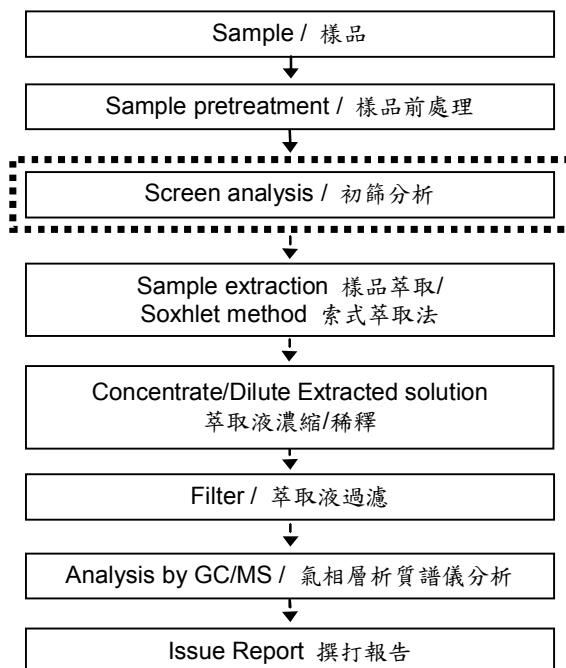 Sample / 樣品
Sample pretreatment / 樣品前處理
Screen analysis / 初篩分析
Sample extraction 樣品萃取/
Soxhlet method 索式萃取法
Concentrate/Dilute Extracted solution
萃取液濃縮/稀釋
Filter / 萃取液過濾
Analysis by GC/MS / 氣相層析質譜儀分析
Issue Report 撰打報告